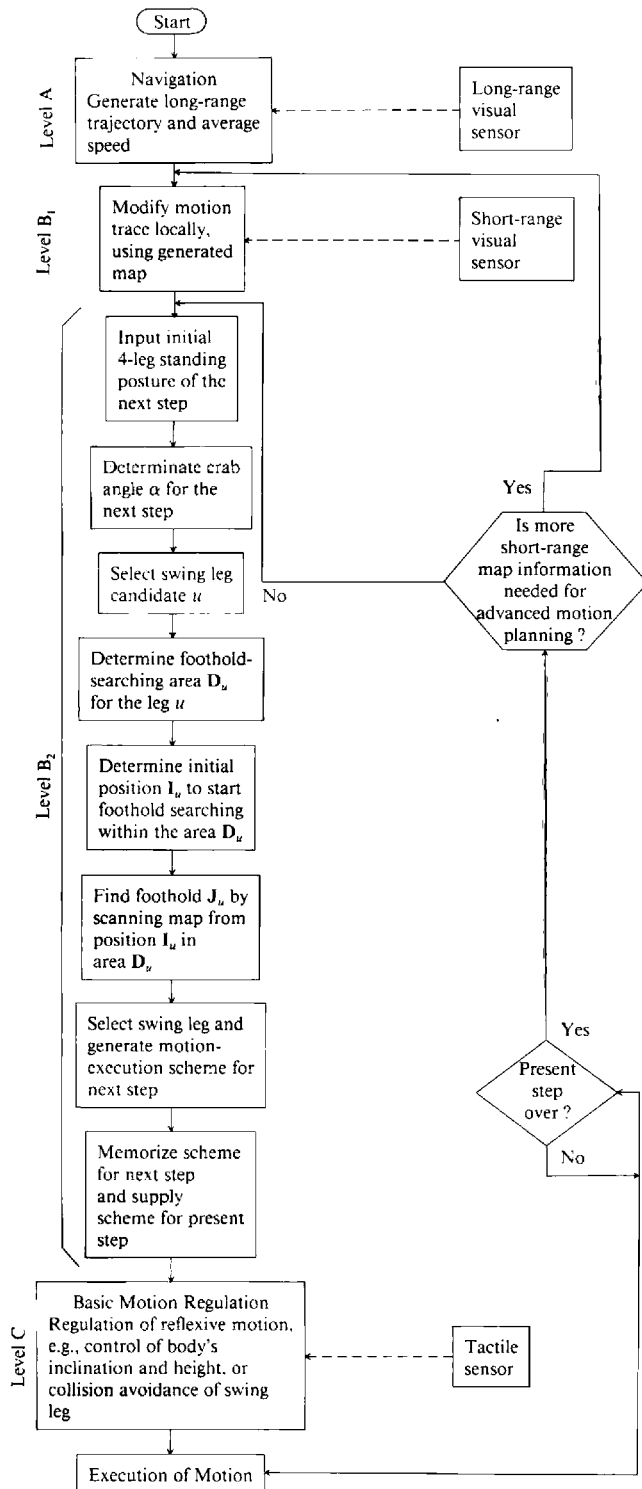 Start
Level A
Navigation
Generate long-range
trajectory and average
speed
Long-range
visual
sensor
Level B1
Modify motion
trace locally,
using generated
map
Short-range
visual
sensor
Level B2
Input initial
4-leg standing
posture of the
next step
Determinate crab
angle α for the
next step
Yes
Is more
short-range
map information
needed for
advanced motion
planning ?
No
Select swing leg
candidate u
Determine foothold-
searching area Du
for the leg u
Determine initial
position Iu to start
foothold searching
within the area Du
Find foothold Ju by
scanning map from
position Iu in
area Du
Select swing leg and
generate motion-
execution scheme for
next step
Yes
Present
step
over ?
No
Memorize scheme
for next step
and supply
scheme for present
step
Level C
Basic Motion Regulation
Regulation of reflexive motion,
e.g., control of body's
inclination and height, or
collision avoidance of swing
leg
Tactile
sensor
Execution of Motion